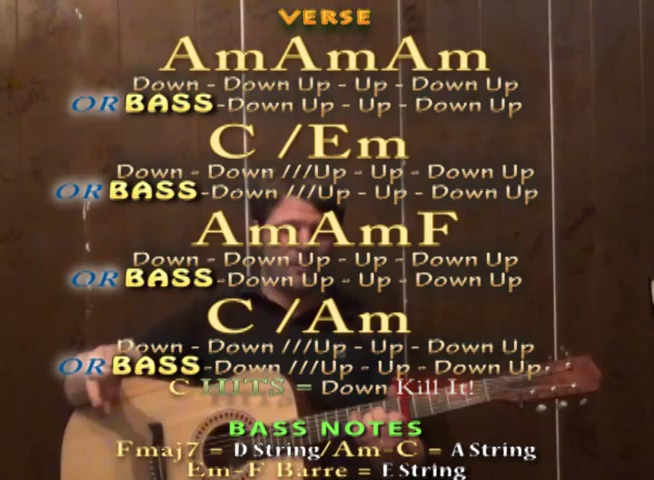 VERSE
AmAmAm
Down - Down Up - Up - Down Up
OR BASS-Down Up - Up - Down Up
C /Em
Down - Down ///Up - Up - Down Up
OR BASS-Down ///Up - Up - Down Up
AmAmF
Down - Down Up - Up - Down Up
OR BASS-Down Up - Up - Down Up
C /Am
Down - Down ///Up - Up - Down Up
OR BASS-Down ///Up - Up - Down Up
C HITS = Down Kill It!
BASS NOTES
Fmaj7 = D String/Am-C = A String
Em-F Barre = E String